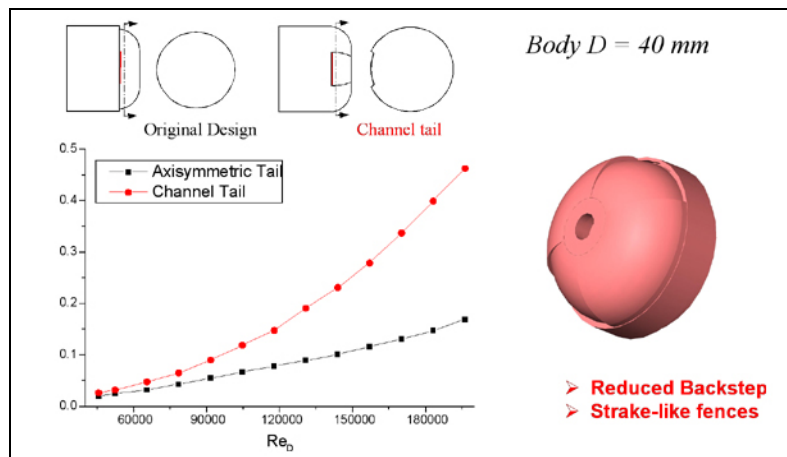 Body D = 40 mm
Original Design
Channel tail
0.5
0.4
0.3
0.2
0.1
0.0
Axisymmetric Tail
Channel Tail
60000 90000 120000 150000 180000
Re_D
➢ Reduced Backstep
➢ Strake-like fences